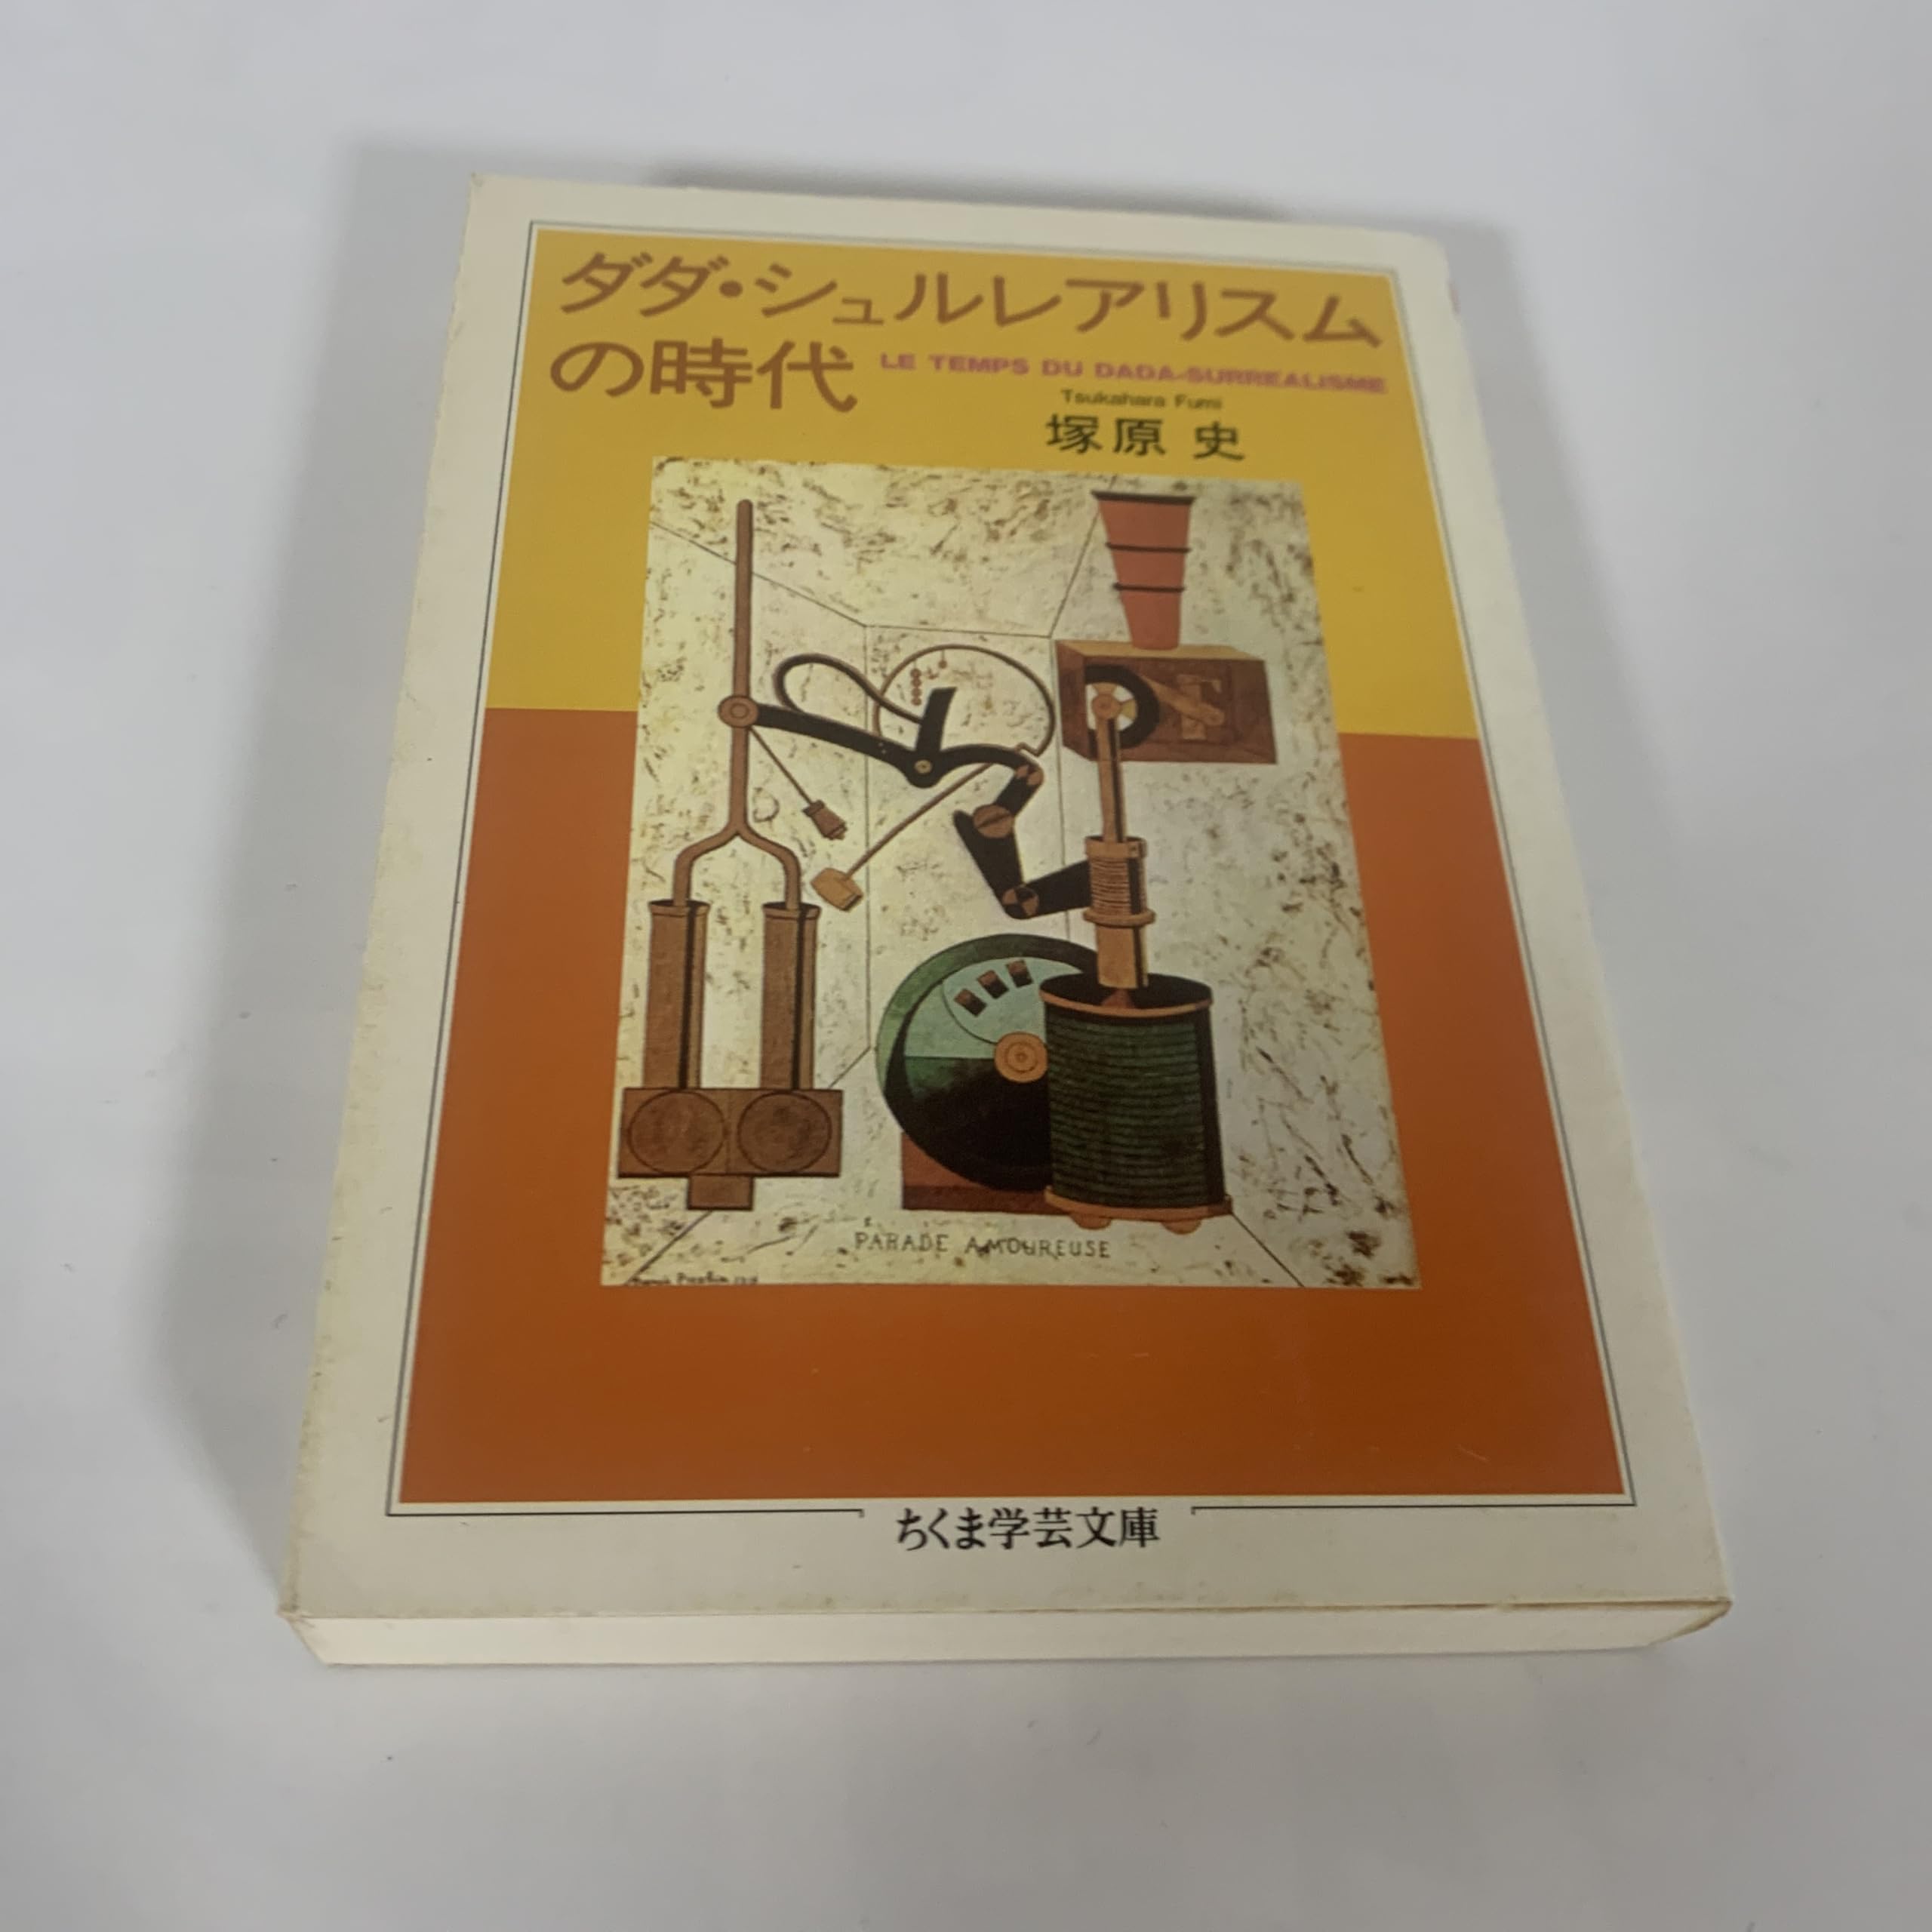 ダダ・シュルレアリスム
の時代
LE TEMPS DU DADA-SURREALISME
Tsukahara Fumi
塚原 史
PARADE AMOUREUSE
ちくま学芸文庫